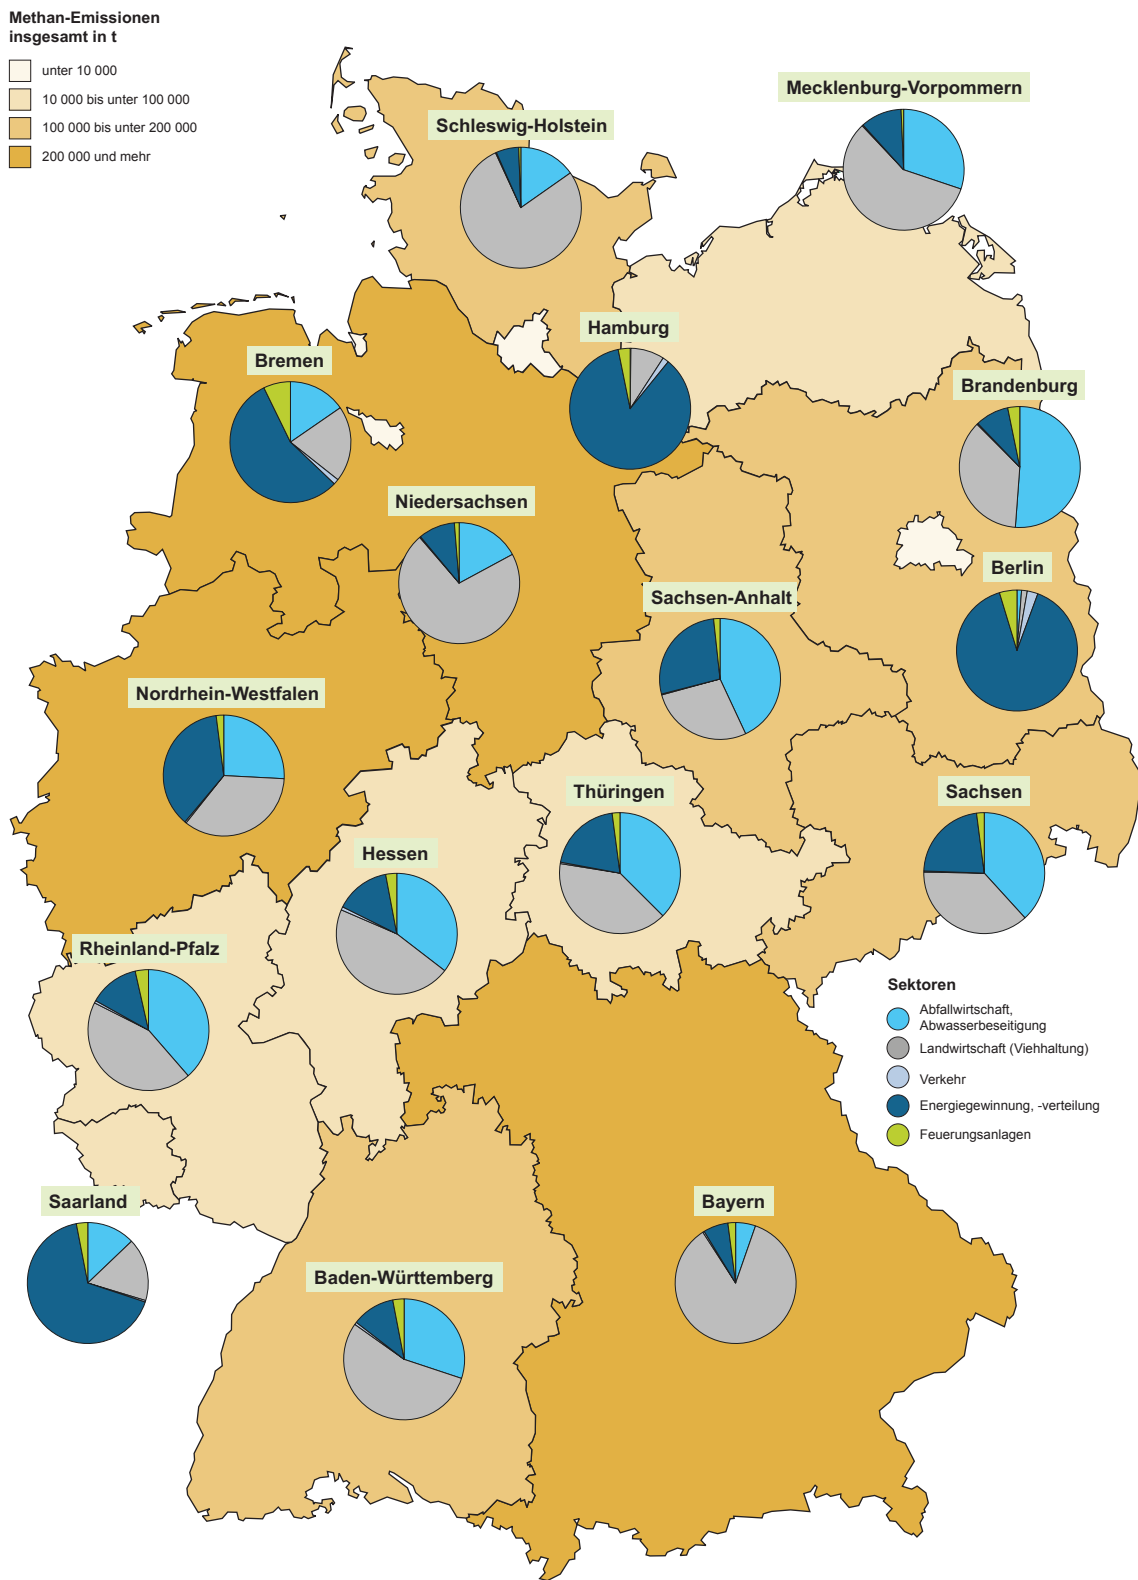 Methan-Emissionen
insgesamt in t
unter 10 000
10 000 bis unter 100 000
100 000 bis unter 200 000
200 000 und mehr
Mecklenburg-Vorpommern
Schleswig-Holstein
Hamburg
Bremen
Brandenburg
Niedersachsen
Berlin
Sachsen-Anhalt
Nordrhein-Westfalen
Thüringen
Sachsen
Hessen
Rheinland-Pfalz
Sektoren
Abfallwirtschaft,
Abwasserbeseitigung
Landwirtschaft (Viehhaltung)
Verkehr
Energiegewinnung, -verteilung
Feuerungsanlagen
Saarland
Bayern
Baden-Württemberg